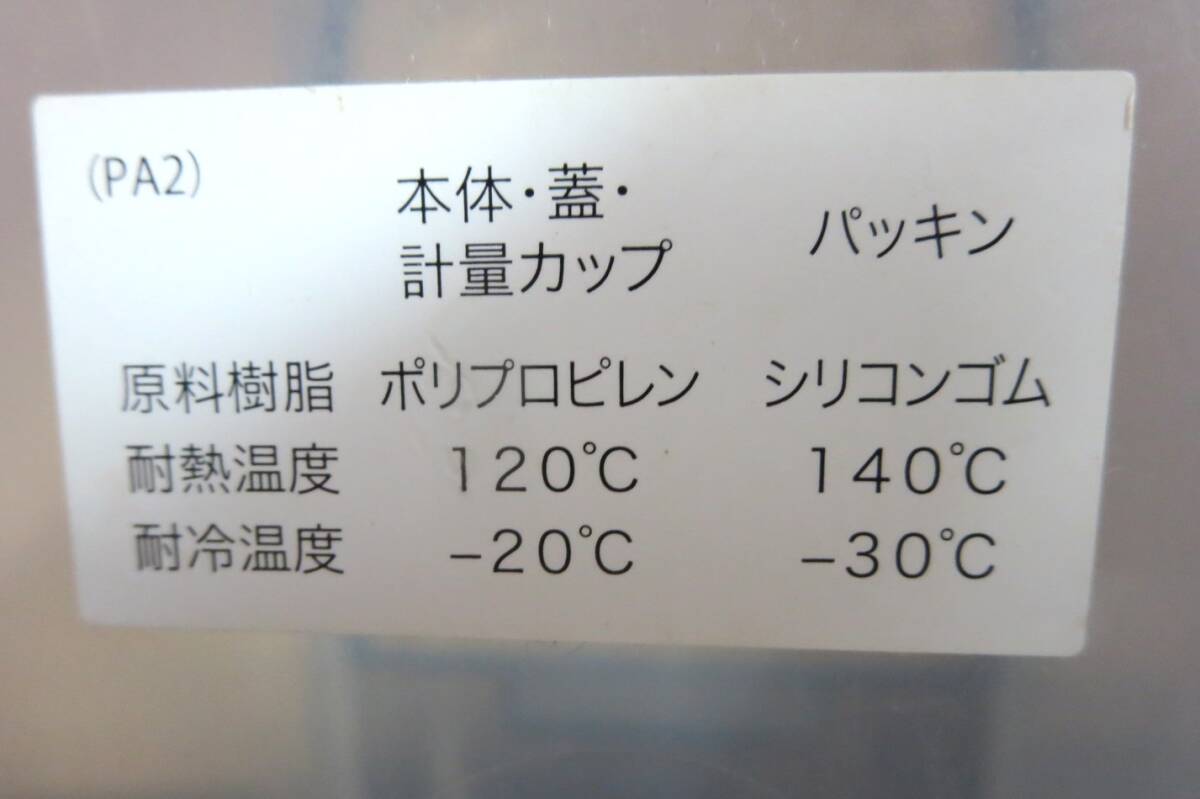 (PA2)
本体・蓋・
計量カップ
パッキン
原料樹脂 ポリプロピレン シリコンゴム
耐熱温度 120℃ 140℃
耐冷温度 −20℃ −30℃